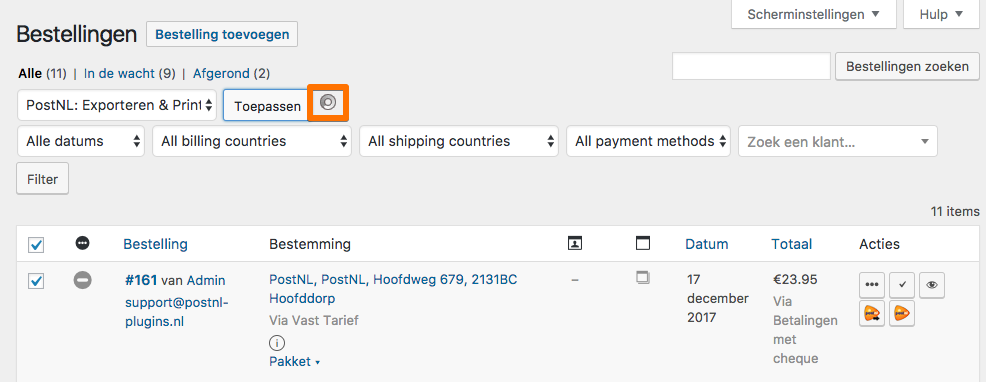 Scherminstellingen Hulp
Bestellingen Bestelling toevoegen
Alle (11) | In de wacht (9) | Afgerond (2)
Bestellingen zoeken
PostNL: Exporteren & Print Toepassen
Alle datums All billing countries All shipping countries All payment methods Zoek een klant...
Filter
11 items
Bestelling Bestemming Datum Totaal Acties
#161 van Admin PostNL, PostNL, Hoofdweg 679, 2131BC – 17 €23.95
support@postnl- Hoofddorp december Via
plugins.nl Via Vast Tarief 2017 Betalingen
met
Pakket cheque